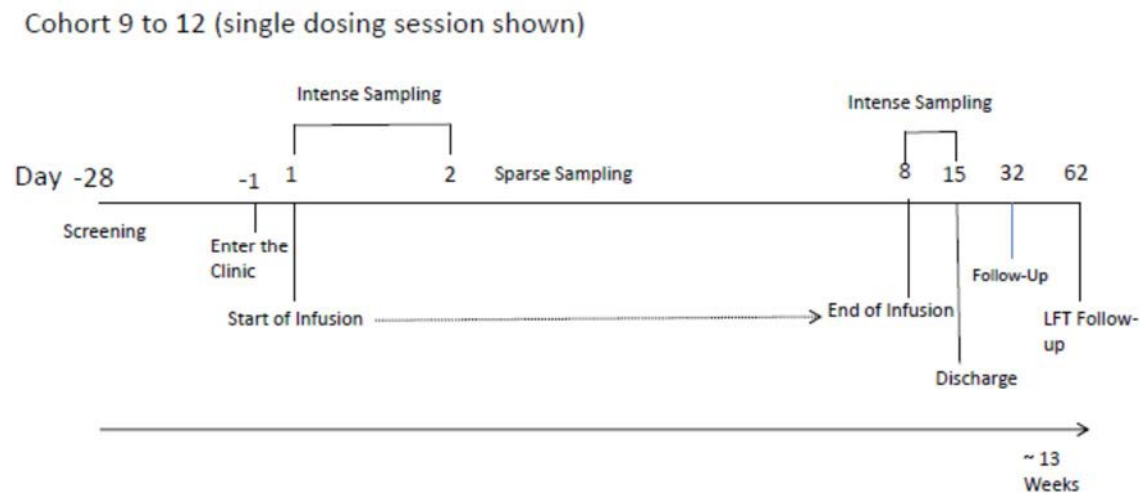 Cohort 9 to 12 (single dosing session shown)
Intense Sampling
Intense Sampling
Day -28
-1
1
2
Sparse Sampling
8
15
32
62
Screening
Enter the
Clinic
Follow-Up
Start of Infusion
End of Infusion
LFT Follow-
up
Discharge
~ 13
Weeks